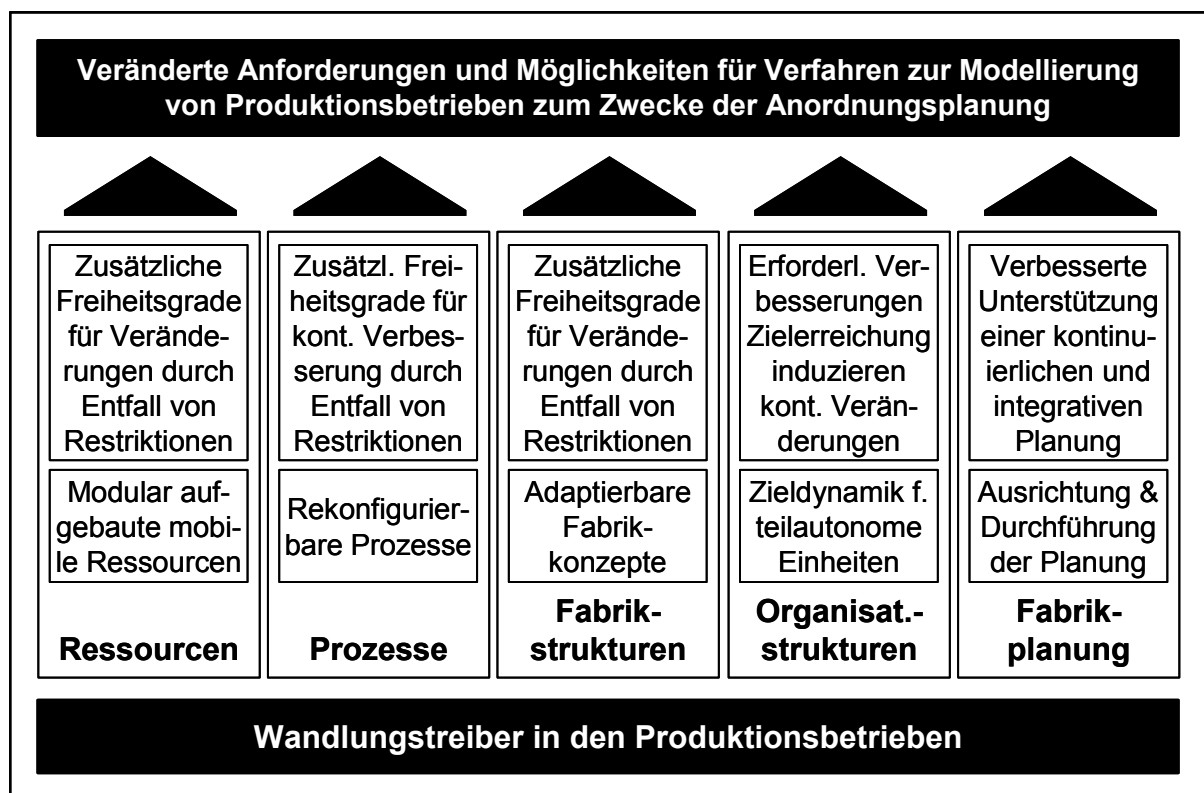 Veränderte Anforderungen und Möglichkeiten für Verfahren zur Modellierung
von Produktionsbetrieben zum Zwecke der Anordnungsplanung
Zusätzliche
Freiheitsgrade
für Verände-
rungen durch
Entfall von
Restriktionen
Modular auf-
gebaute mobi-
le Ressourcen
Ressourcen
Zusätzl. Frei-
heitsgrade für
kont. Verbes-
serung durch
Entfall von
Restriktionen
Rekonfigurier-
bare Prozesse
Prozesse
Zusätzliche
Freiheitsgrade
für Verände-
rungen durch
Entfall von
Restriktionen
Adaptierbare
Fabrik-
konzepte
Fabrik-
strukturen
Erforderl. Ver-
besserungen
Zielerreichung
induzieren
kont. Verän-
derungen
Zieldynamik f.
teilautonome
Einheiten
Organisat.-
strukturen
Verbesserte
Unterstützung
einer kontinu-
ierlichen und
integrativen
Planung
Ausrichtung &
Durchführung
der Planung
Fabrik-
planung
Wandlungstreiber in den Produktionsbetrieben